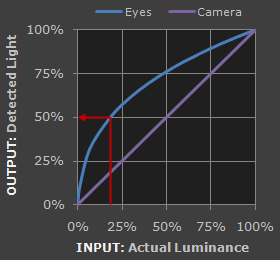 Eyes Camera
100%
75%
50%
25%
0%
0% 25% 50% 75% 100%
OUTPUT: Detected Light
INPUT: Actual Luminance